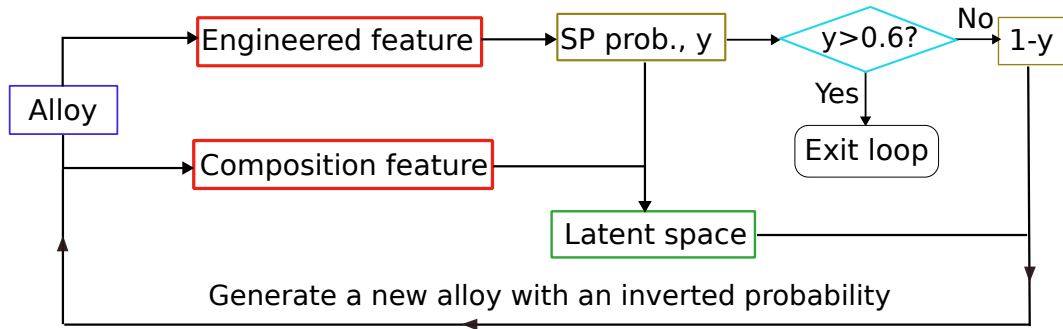 Engineered feature
SP prob., y
y>0.6?
No
1-y
Alloy
Yes
Composition feature
Exit loop
Latent space
Generate a new alloy with an inverted probability